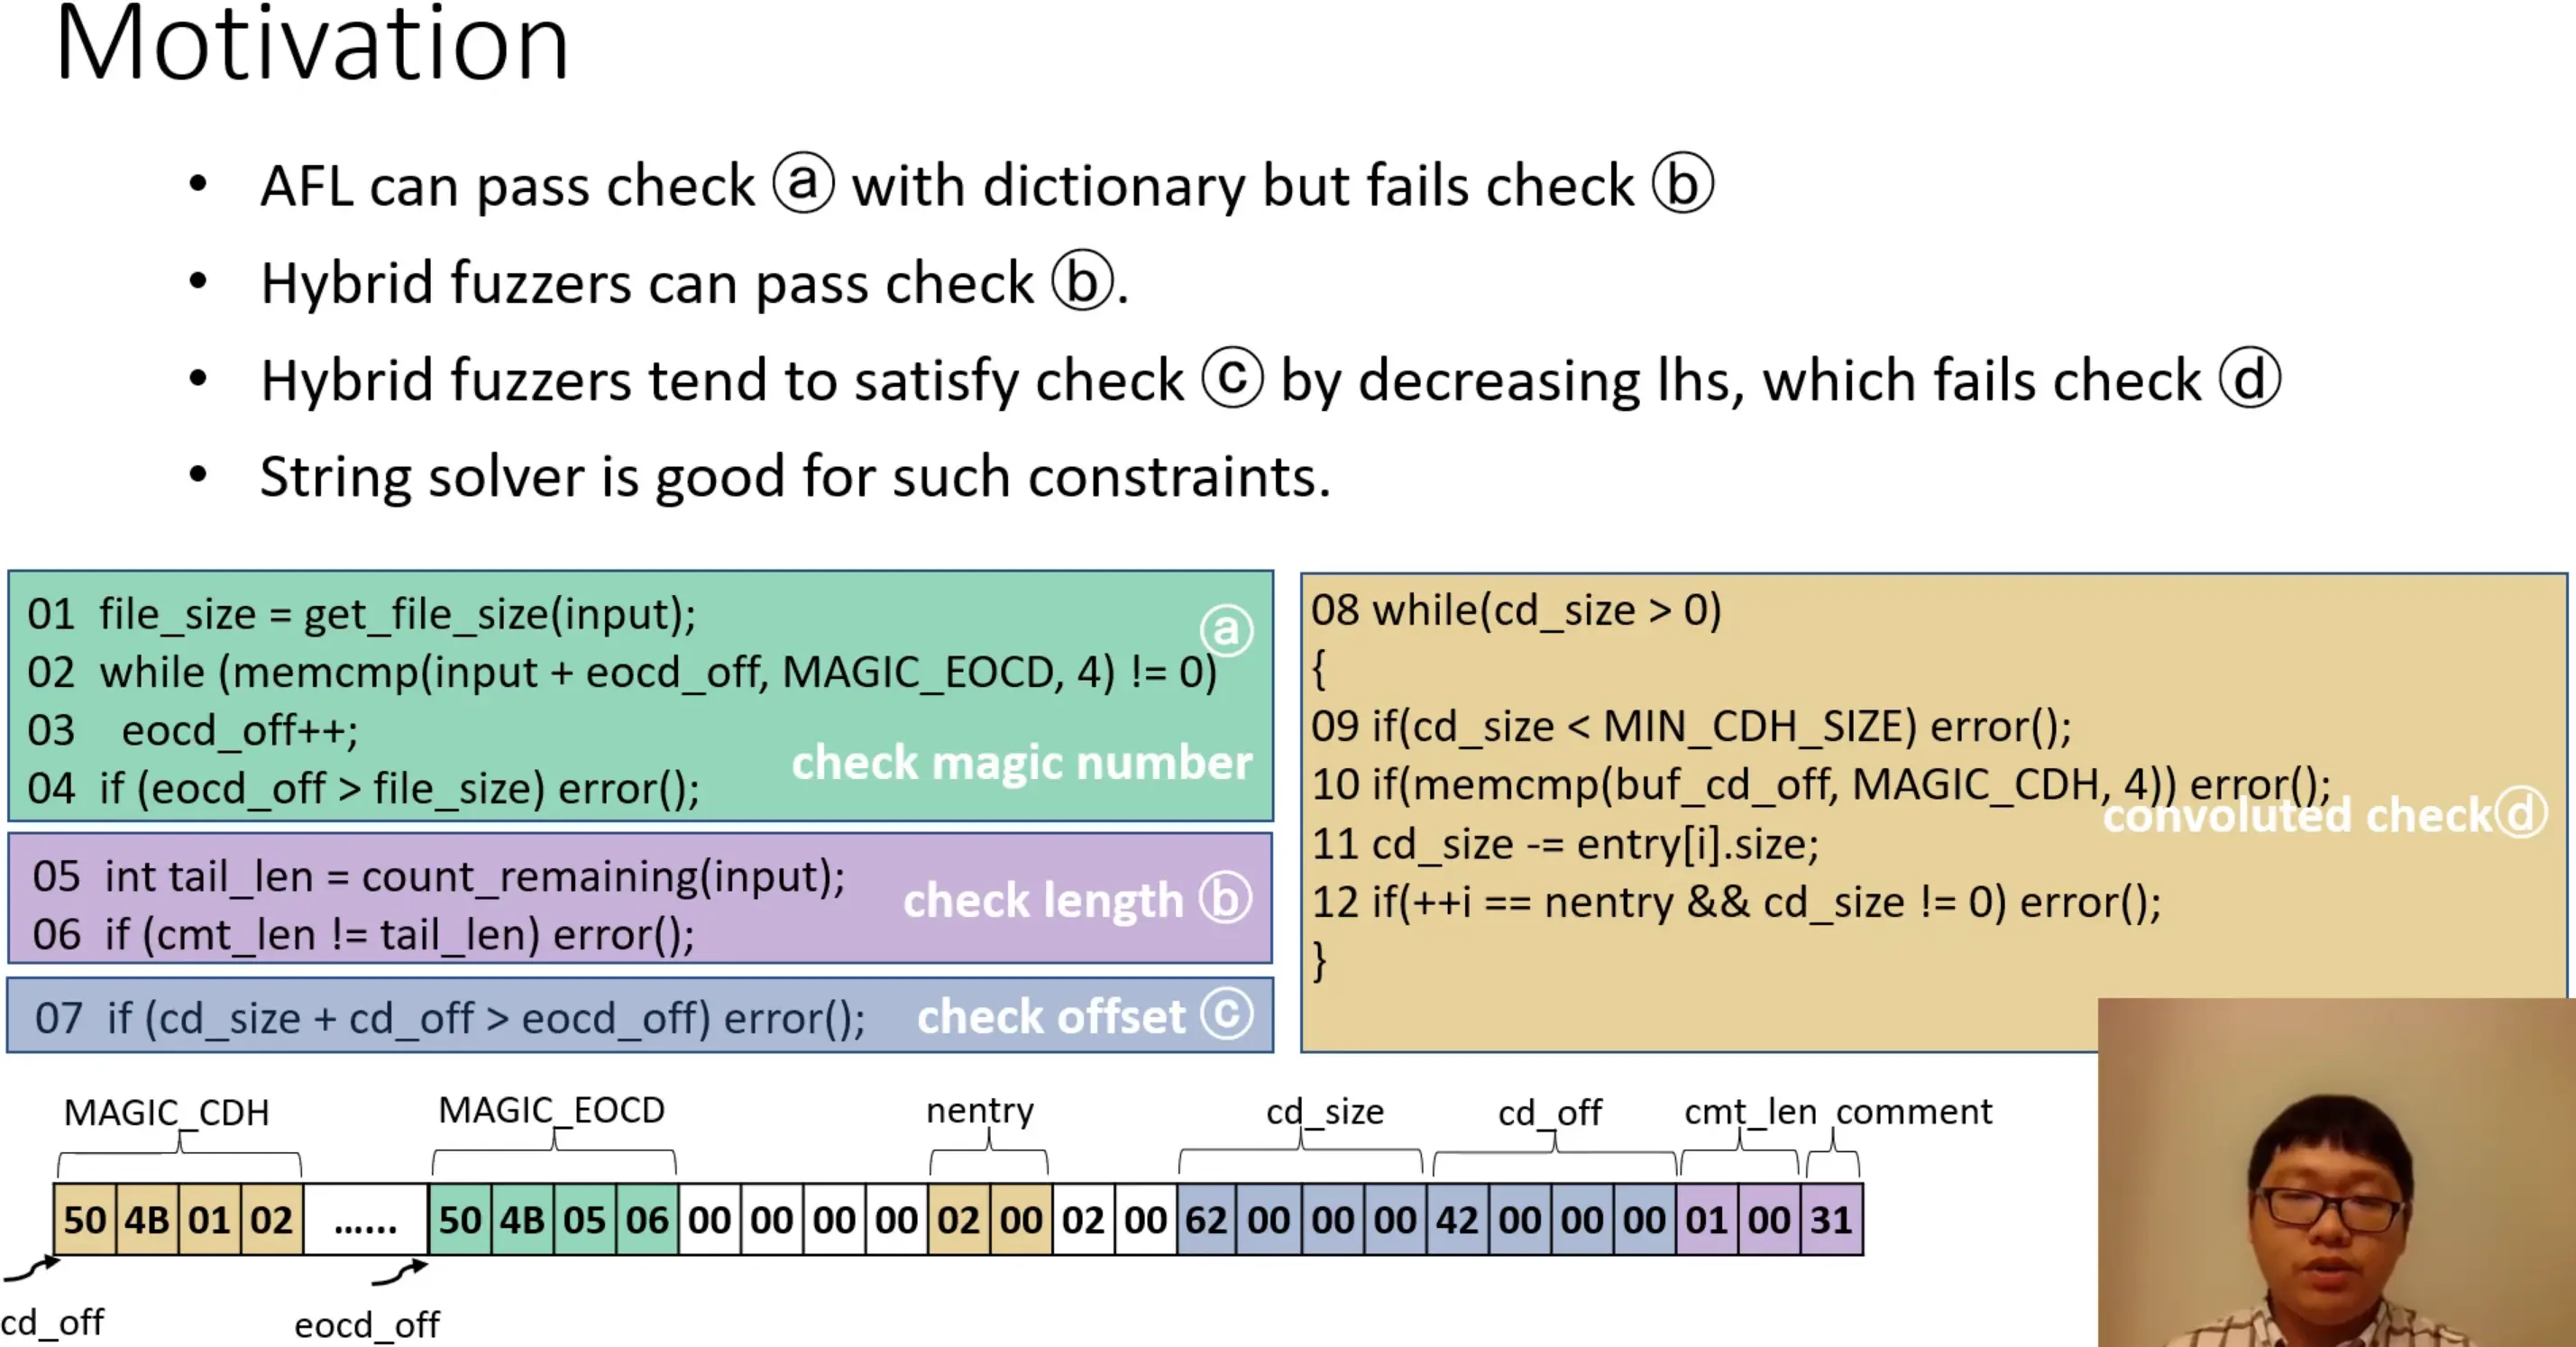 Motivation
• AFL can pass check ⓐ with dictionary but fails check ⓑ
• Hybrid fuzzers can pass check ⓑ.
• Hybrid fuzzers tend to satisfy check ⓒ by decreasing lhs, which fails check ⓓ
• String solver is good for such constraints.
01 file_size = get_file_size(input);
ⓐ
02 while (memcmp(input + eocd_off, MAGIC_EOCD, 4) != 0)
03 eocd_off++;
check magic number
04 if (eocd_off > file_size) error();
05 int tail_len = count_remaining(input);
check length ⓑ
06 if (cmt_len != tail_len) error();
07 if (cd_size + cd_off > eocd_off) error();
check offset ⓒ
08 while(cd_size > 0)
{
09 if(cd_size < MIN_CDH_SIZE) error();
10 if(memcmp(buf_cd_off, MAGIC_CDH, 4)) error();
convoluted check ⓓ
11 cd_size -= entry[i].size;
12 if(++i == nentry && cd_size != 0) error();
}
MAGIC_CDH MAGIC_EOCD nentry cd_size cd_off cmt_len comment
50 4B 01 02 ...... 50 4B 05 06 00 00 00 00 02 00 02 00 62 00 00 00 42 00 00 00 01 00 31
cd_off eocd_off